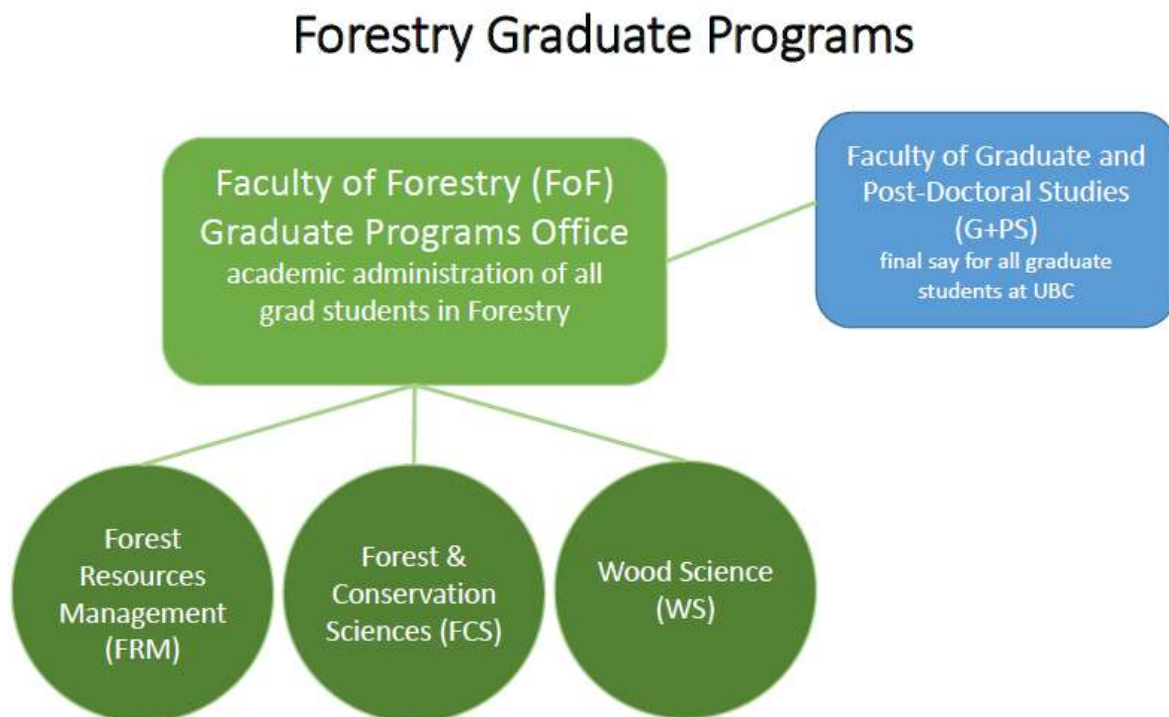 Forestry Graduate Programs
Faculty of Forestry (FoF)
Graduate Programs Office
academic administration of all
grad students in Forestry
Faculty of Graduate and
Post-Doctoral Studies
(G+PS)
final say for all graduate
students at UBC
Forest
Resources
Management
(FRM)
Forest &
Conservation
Sciences (FCS)
Wood Science
(WS)